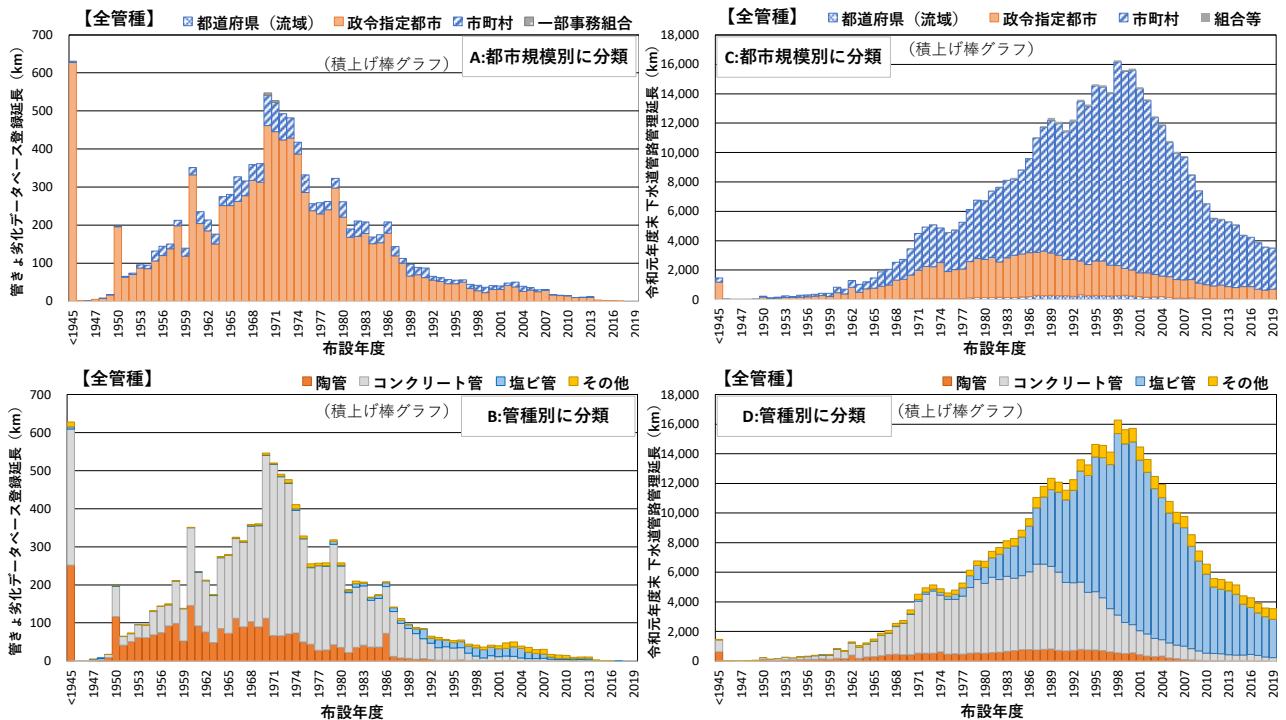 【全管種】
都道府県（流域） 政令指定都市 市町村 一部事務組合
（積上げ棒グラフ）
A:都市規模別に分類
管きょ劣化データベース登録延長（km）
700
600
500
400
300
200
100
0
<1945 1947 1950 1953 1956 1959 1962 1965 1968 1971 1974 1977 1980 1983 1986 1989 1992 1995 1998 2001 2004 2007 2010 2013 2016 2019
布設年度
【全管種】
都道府県（流域） 政令指定都市 市町村 組合等
C:都市規模別に分類
（積上げ棒グラフ）
令和元年度末 下水道管路管理延長（km）
18,000
16,000
14,000
12,000
10,000
8,000
6,000
4,000
2,000
0
<1945 1947 1950 1953 1956 1959 1962 1965 1968 1971 1974 1977 1980 1983 1986 1989 1992 1995 1998 2001 2004 2007 2010 2013 2016 2019
布設年度
【全管種】
陶管 コンクリート管 塩ビ管 その他
（積上げ棒グラフ）
B:管種別に分類
管きょ劣化データベース登録延長（km）
700
600
500
400
300
200
100
0
<1945 1947 1950 1953 1956 1959 1962 1965 1968 1971 1974 1977 1980 1983 1986 1989 1992 1995 1998 2001 2004 2007 2010 2013 2016 2019
布設年度
【全管種】
陶管 コンクリート管 塩ビ管 その他
D:管種別に分類
（積上げ棒グラフ）
令和元年度末 下水道管路管理延長（km）
18,000
16,000
14,000
12,000
10,000
8,000
6,000
4,000
2,000
0
<1945 1947 1950 1953 1956 1959 1962 1965 1968 1971 1974 1977 1980 1983 1986 1989 1992 1995 1998 2001 2004 2007 2010 2013 2016 2019
布設年度